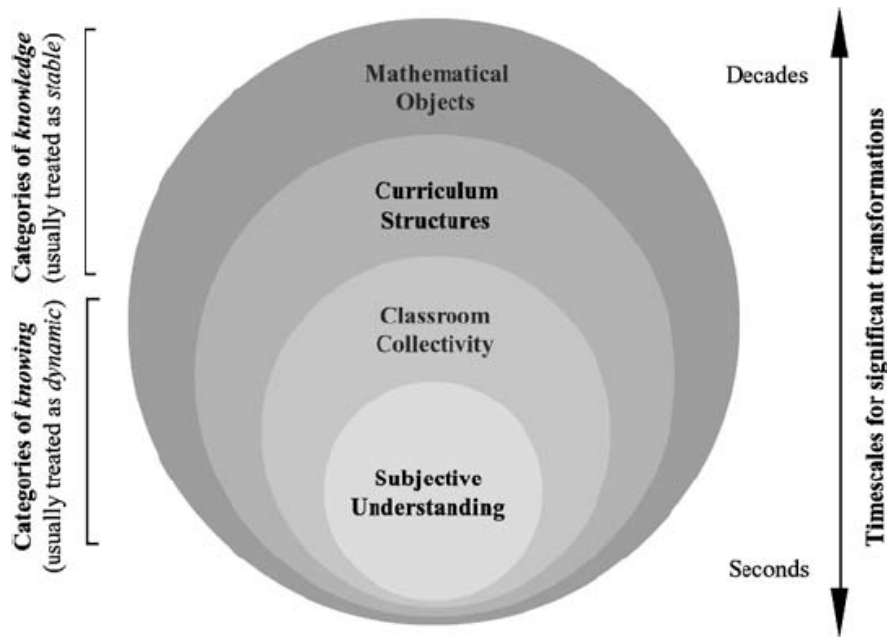 Categories of knowledge
(usually treated as stable)
Categories of knowing
(usually treated as dynamic)
Mathematical
Objects
Curriculum
Structures
Classroom
Collectivity
Subjective
Understanding
Decades
Seconds
Timescales for significant transformations